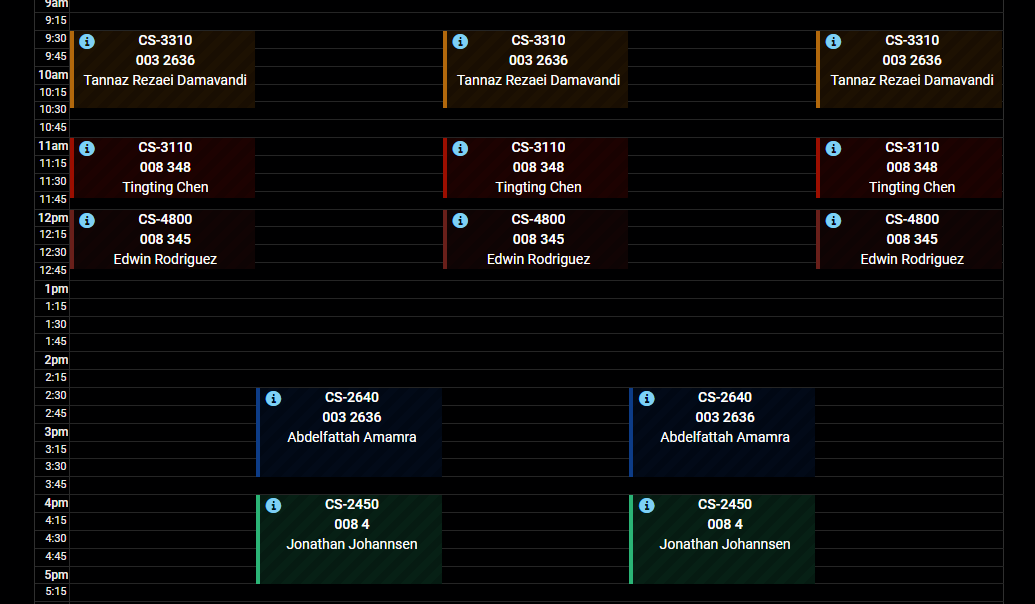 9am
9:15
9:30
9:45
10am
10:15
10:30
10:45
11am
11:15
11:30
11:45
12pm
12:15
12:30
12:45
1pm
1:15
1:30
1:45
2pm
2:15
2:30
2:45
3pm
3:15
3:30
3:45
4pm
4:15
4:30
4:45
5pm
5:15
CS-3310
003 2636
Tannaz Rezaei Damavandi
CS-3110
008 348
Tingting Chen
CS-4800
008 345
Edwin Rodriguez
CS-2640
003 2636
Abdelfattah Amamra
CS-2450
008 4
Jonathan Johannsen
CS-3310
003 2636
Tannaz Rezaei Damavandi
CS-3110
008 348
Tingting Chen
CS-4800
008 345
Edwin Rodriguez
CS-2640
003 2636
Abdelfattah Amamra
CS-2450
008 4
Jonathan Johannsen
CS-3310
003 2636
Tannaz Rezaei Damavandi
CS-3110
008 348
Tingting Chen
CS-4800
008 345
Edwin Rodriguez